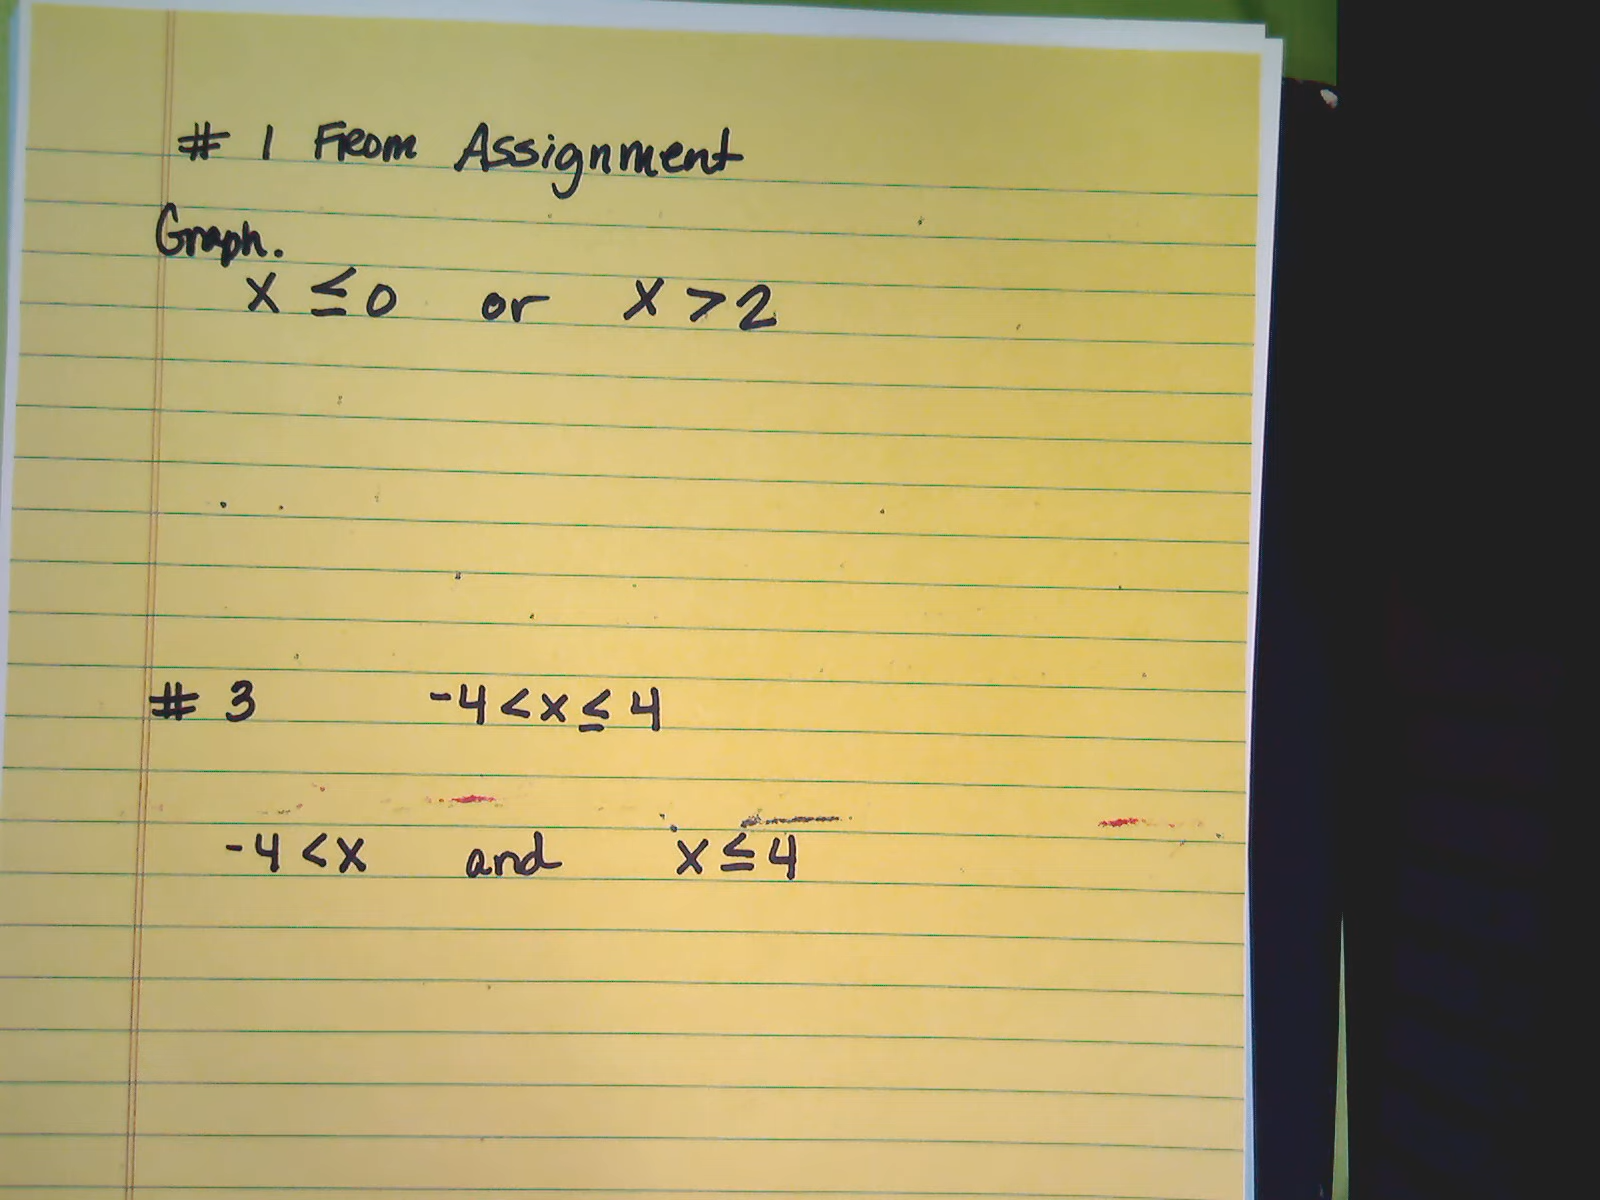 # 1 From Assignment
Graph.
x ≤ 0 or x > 2
# 3 -4 < x ≤ 4
-4 < x and x ≤ 4